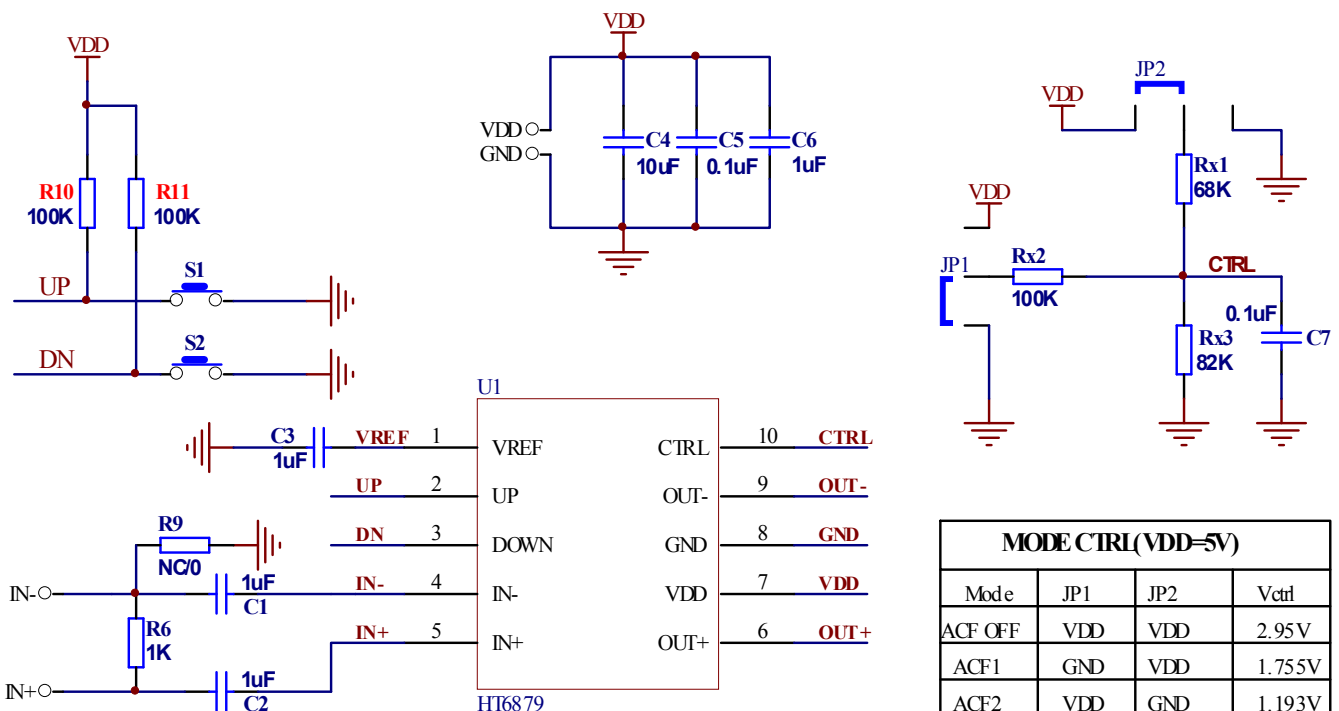 VDD
R10
100K
R11
100K
UP
S1
DN
S2
VDD
VDD
GND
C4
10uF
C5
0.1uF
C6
1uF
JP2
VDD
Rx1
68K
VDD
JP1
Rx2
100K
CTRL
0.1uF
C7
Rx3
82K
U1
C3
1uF
VREF 1 VREF
UP 2 UP
DN 3 DOWN
IN- 4 IN-
IN+ 5 IN+
CTRL 10 CTRL
OUT- 9 OUT-
GND 8 GND
VDD 7 VDD
OUT+ 6 OUT+
HT6879
R9
NC/0
IN-
1uF
C1
R6
1K
IN+
1uF
C2
MODE CTRL(VDD=5V)
Mode JP1 JP2 Vctrl
ACF OFF VDD VDD 2.95V
ACF1 GND VDD 1.755V
ACF2 VDD GND 1.193V